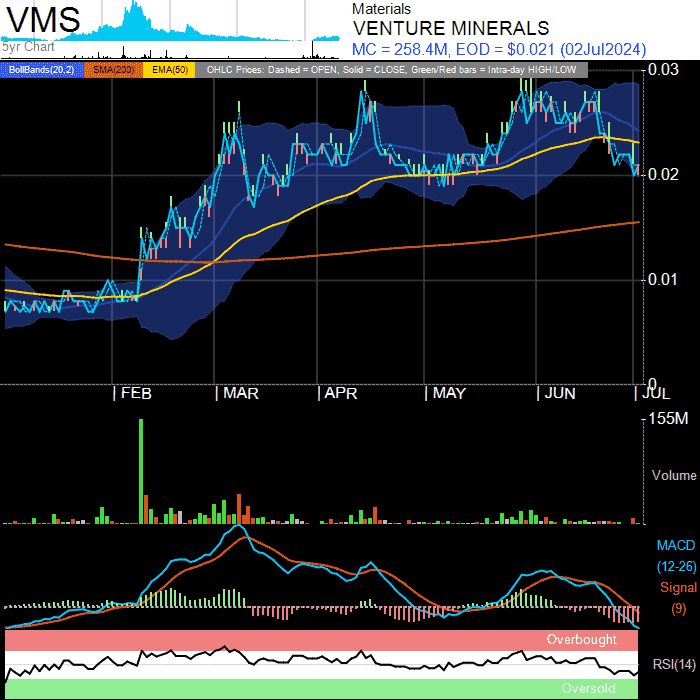 VMS
5yr Chart
Materials
VENTURE MINERALS
MC = 258.4M, EOD = $0.021 (02Jul2024)
BollBands(20,2) SMA(200) EMA(50) OHLC Prices: Dashed = OPEN, Solid = CLOSE, Green/Red bars = Intra-day HIGH/LOW
0.03
0.02
0.01
0
FEB MAR APR MAY JUN JUL
155M
Volume
MACD
(12-26)
Signal
(9)
Overbought
RSI(14)
Oversold